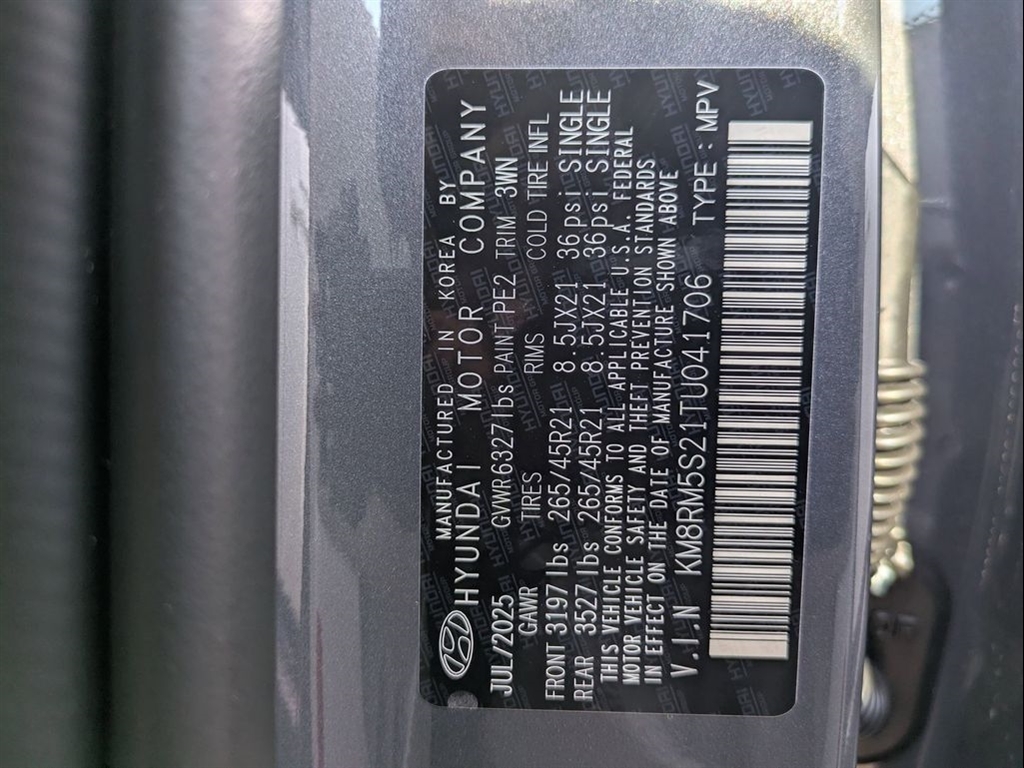 MANUFACTURED IN KOREA BY
HYUNDAI MOTOR COMPANY
JUL/2025 GVWR6327lbs PAINT PE2 TRIM 3WN
GAWR TIRES RIMS COLD TIRE INFL
FRONT 3197lbs 265/45R21 8.5JX21 36psi SINGLE
REAR 3527lbs 265/45R21 8.5JX21 36psi SINGLE
THIS VEHICLE CONFORMS TO ALL APPLICABLE U.S.A. FEDERAL
MOTOR VEHICLE SAFETY AND THEFT PREVENTION STANDARDS
IN EFFECT ON THE DATE OF MANUFACTURE SHOWN ABOVE
V.I.N KM8RM5S21TU041706 TYPE : MPV